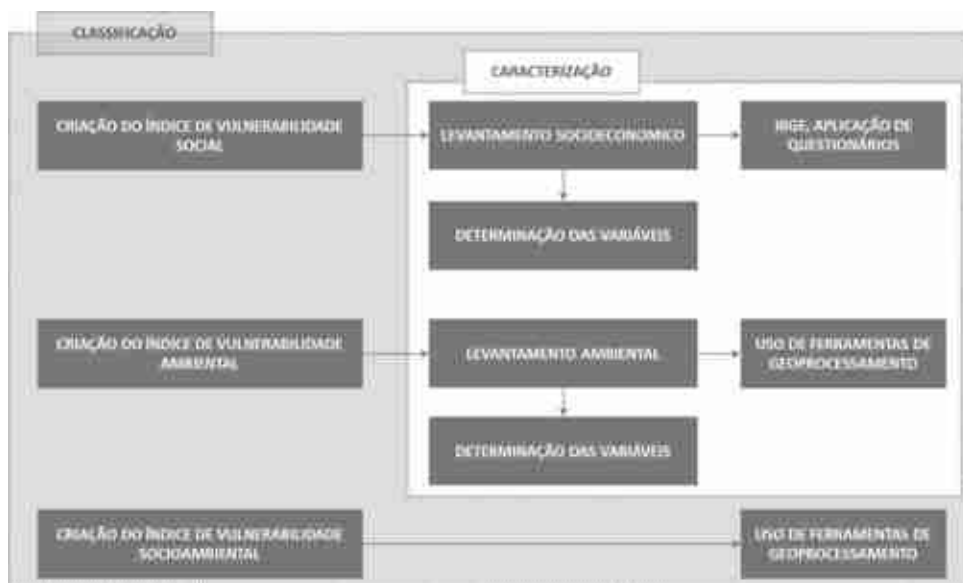 CLASSIFICAÇÃO
CARACTERIZAÇÃO
CRIAÇÃO DO ÍNDICE DE VULNERABILIDADE
SOCIAL
LEVANTAMENTO SOCIOECONÔMICO
IBGE, APLICAÇÃO DE
QUESTIONÁRIOS
DETERMINAÇÃO DAS VARIÁVEIS
CRIAÇÃO DO ÍNDICE DE VULNERABILIDADE
AMBIENTAL
LEVANTAMENTO AMBIENTAL
USO DE FERRAMENTAS DE
GEOPROCESSAMENTO
DETERMINAÇÃO DAS VARIÁVEIS
CRIAÇÃO DO ÍNDICE DE VULNERABILIDADE
SOCIOAMBIENTAL
USO DE FERRAMENTAS DE
GEOPROCESSAMENTO